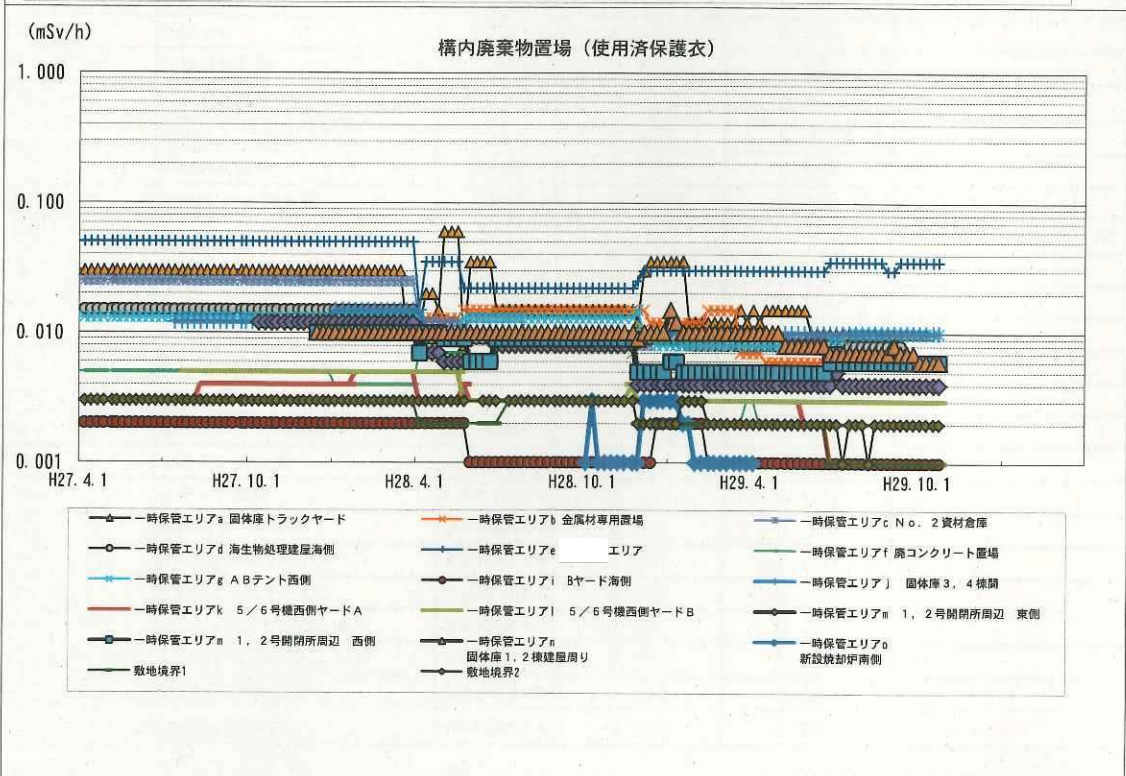 (mSv/h)
構内廃棄物置場（使用済保護衣）
1.000
0.100
0.010
0.001
H27.4.1 H27.10.1 H28.4.1 H28.10.1 H29.4.1 H29.10.1
一時保管エリアa 固体庫トラックヤード 一時保管エリアb 金属材専用置場 一時保管エリアc No．2資材倉庫
一時保管エリアd 海生物処理建屋海側 一時保管エリアe エリア 一時保管エリアf 廃コンクリート置場
一時保管エリアg ABテント西側 一時保管エリアi Bヤード海側 一時保管エリアj 固体庫3，4棟間
一時保管エリアk 5／6号機西側ヤードA 一時保管エリアl 5／6号機西側ヤードB 一時保管エリアm 1，2号開閉所周辺 東側
一時保管エリアm 1，2号開閉所周辺 西側 一時保管エリアn 一時保管エリアo
固体庫1,2棟建屋周り 新設焼却炉南側
敷地境界1 敷地境界2